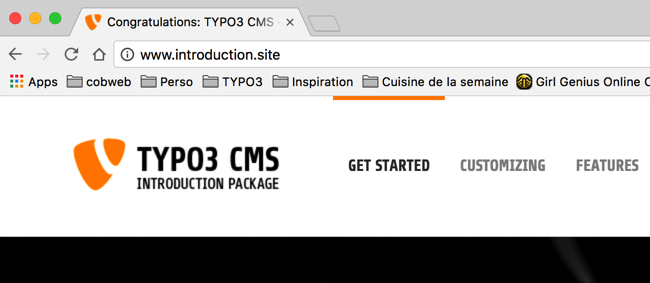 Congratulations: TYPO3 CMS
www.introduction.site
Apps cobweb Perso TYPO3 Inspiration Cuisine de la semaine Girl Genius Online
TYPO3 CMS
INTRODUCTION PACKAGE
GET STARTED CUSTOMIZING FEATURES